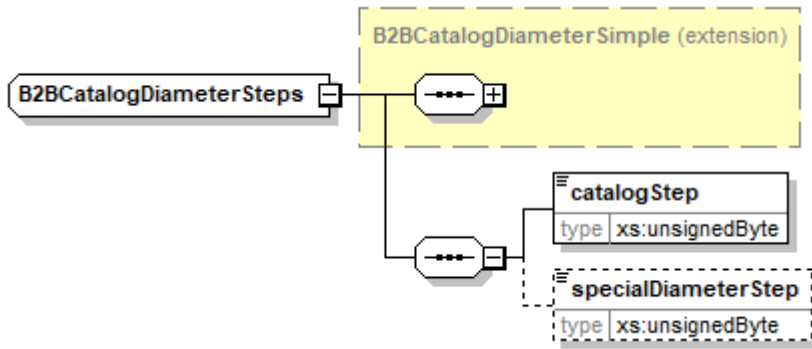 B2BCatalogDiameterSimple (extension)
B2BCatalogDiameterSteps
catalogStep
type xs:unsignedByte
specialDiameterStep
type xs:unsignedByte